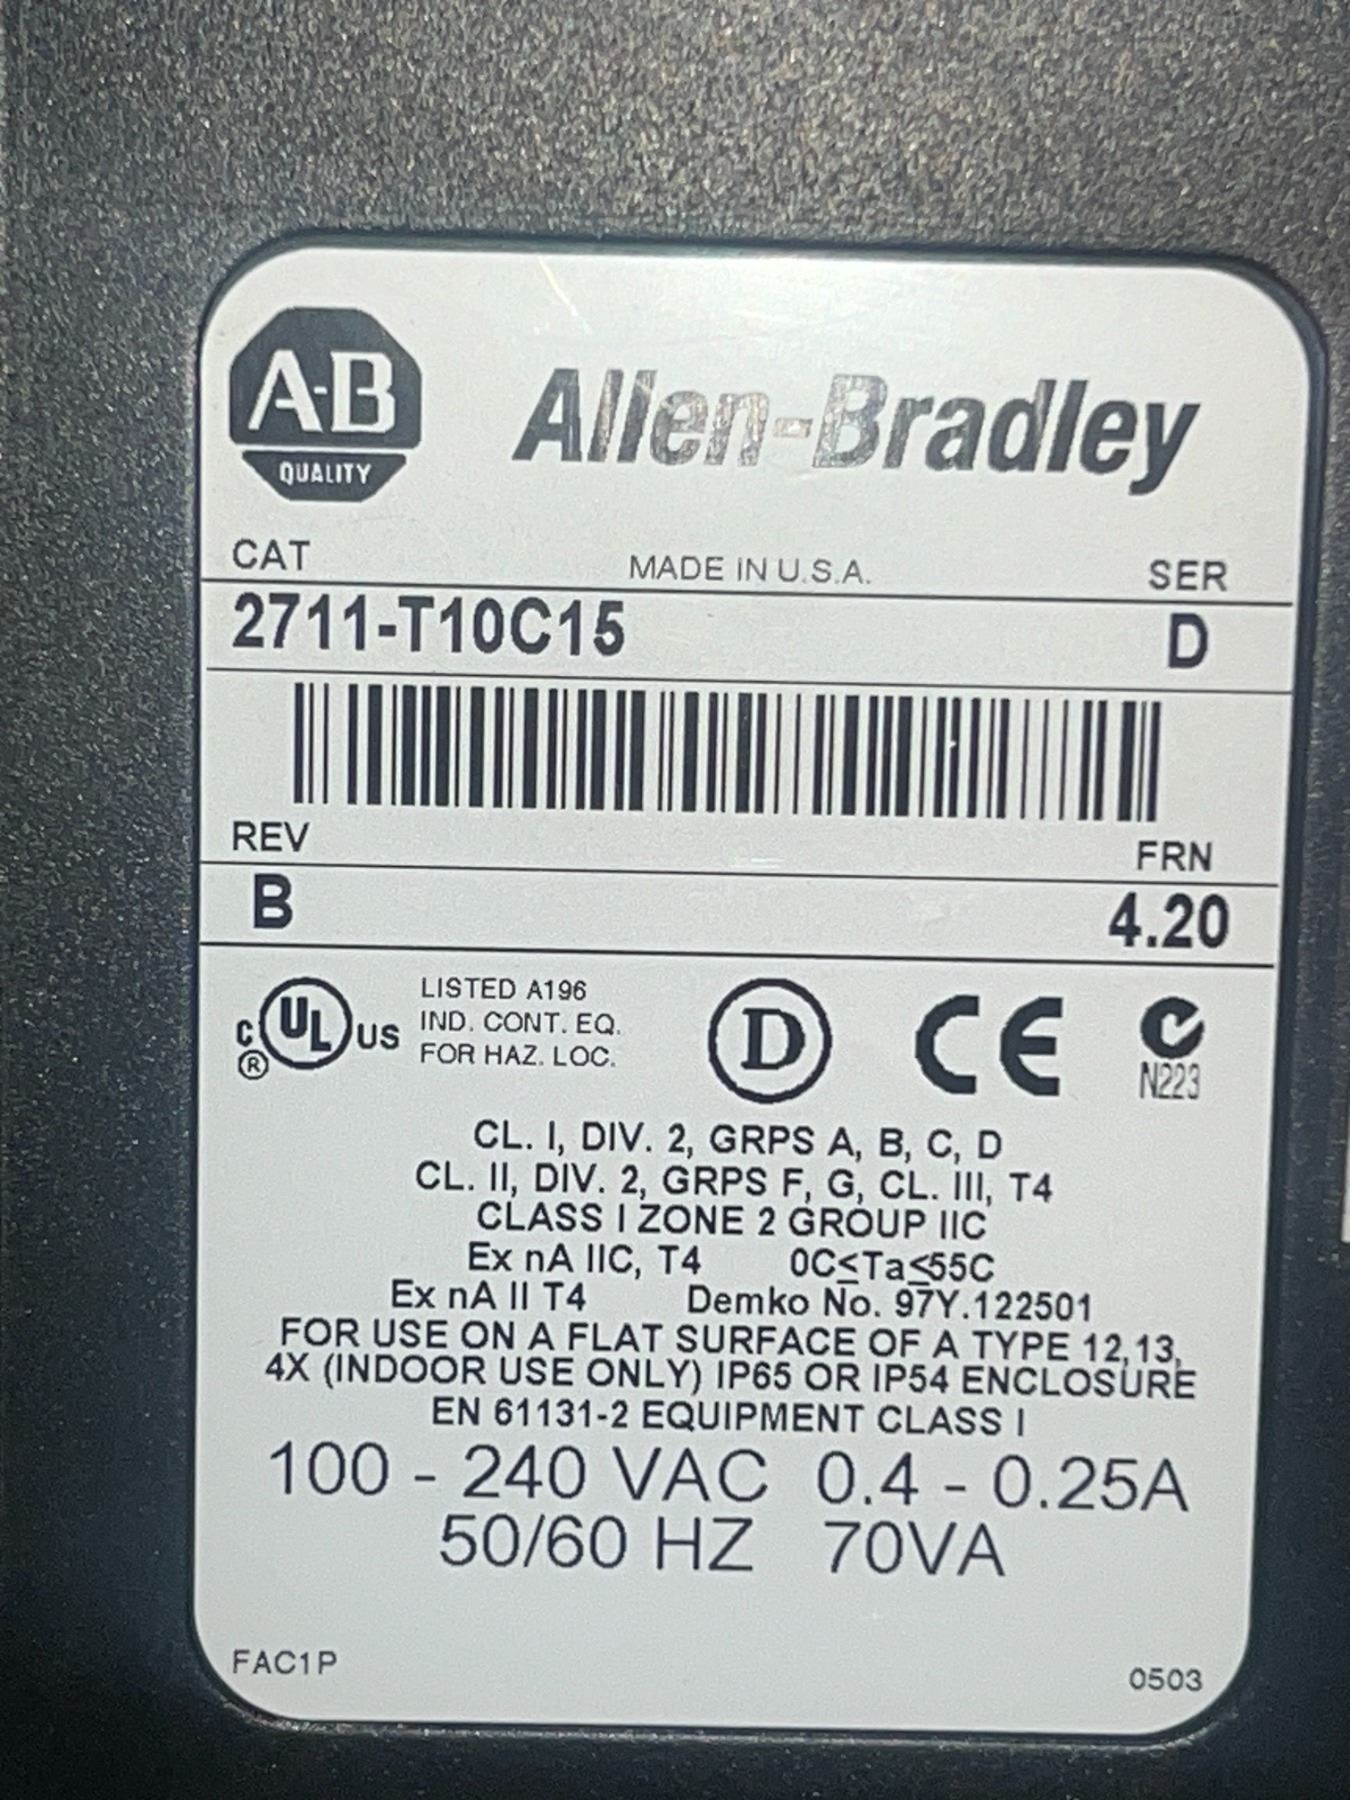 A-B
QUALITY
Allen-Bradley
CAT MADE IN U.S.A. SER
2711-T10C15 D
REV FRN
B 4.20
C UL US ®
LISTED A196
IND. CONT. EQ.
FOR HAZ. LOC.
D CE N223
CL. I, DIV. 2, GRPS A, B, C, D
CL. II, DIV. 2, GRPS F, G, CL. III, T4
CLASS I ZONE 2 GROUP IIC
Ex nA IIC, T4 0C≤Ta≤55C
Ex nA II T4 Demko No. 97Y.122501
FOR USE ON A FLAT SURFACE OF A TYPE 12,13,
4X (INDOOR USE ONLY) IP65 OR IP54 ENCLOSURE
EN 61131-2 EQUIPMENT CLASS I
100 - 240 VAC 0.4 - 0.25A
50/60 HZ 70VA
FAC1P 0503